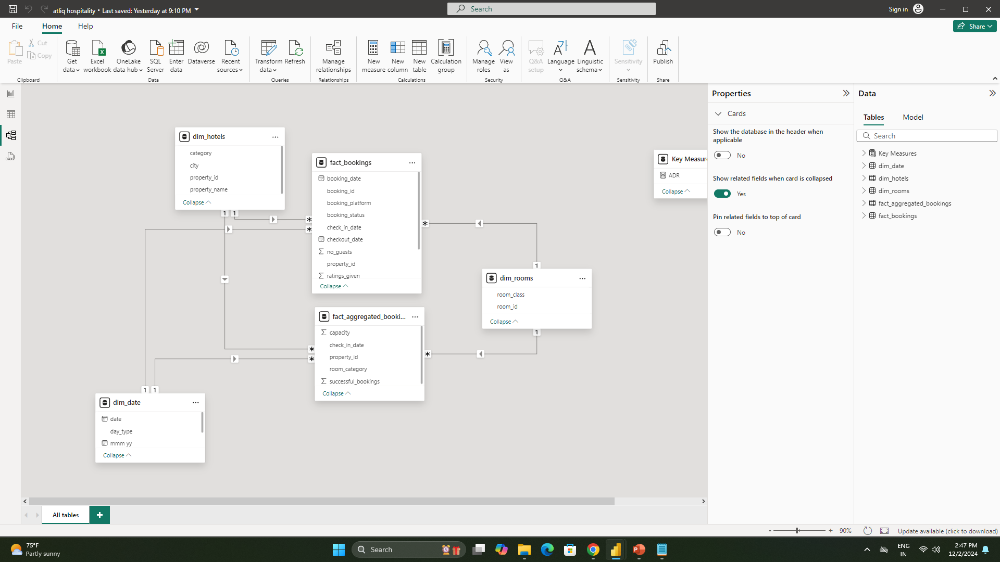 atliq hospitality • Last saved: Yesterday at 9:10 PM
Search
Sign in
File
Home
Help
Share
Paste
Cut
Copy
Clipboard
Get data
Excel workbook
OneLake data hub
SQL Server
Enter data
Dataverse
Recent sources
Data
Transform data
Refresh
Queries
Manage relationships
Relationships
New measure
New column
New table
Calculation group
Calculations
Manage roles
View as
Security
Q&A setup
Language
Linguistic schema
Q&A
Sensitivity
Sensitivity
Publish
Share
DAX
dim_hotels
category
city
property_id
property_name
Collapse
1
1
fact_bookings
booking_date
booking_id
booking_platform
booking_status
check_in_date
checkout_date
no_guests
property_id
ratings_given
Collapse
*
*
*
1
dim_rooms
room_class
room_id
Collapse
1
fact_aggregated_booki...
capacity
check_in_date
property_id
room_category
successful_bookings
Collapse
*
*
*
1
1
dim_date
date
day_type
mmm yy
Collapse
Key Measure
ADR
Collapse
All tables
Properties
Cards
Show the database in the header when
applicable
No
Show related fields when card is collapsed
Yes
Pin related fields to top of card
No
Data
Tables
Model
Search
Key Measures
dim_date
dim_hotels
dim_rooms
fact_aggregated_bookings
fact_bookings
- + 90%
Update available (click to download)
75°F
Partly sunny
Search
ENG
IN
2:47 PM
12/2/2024